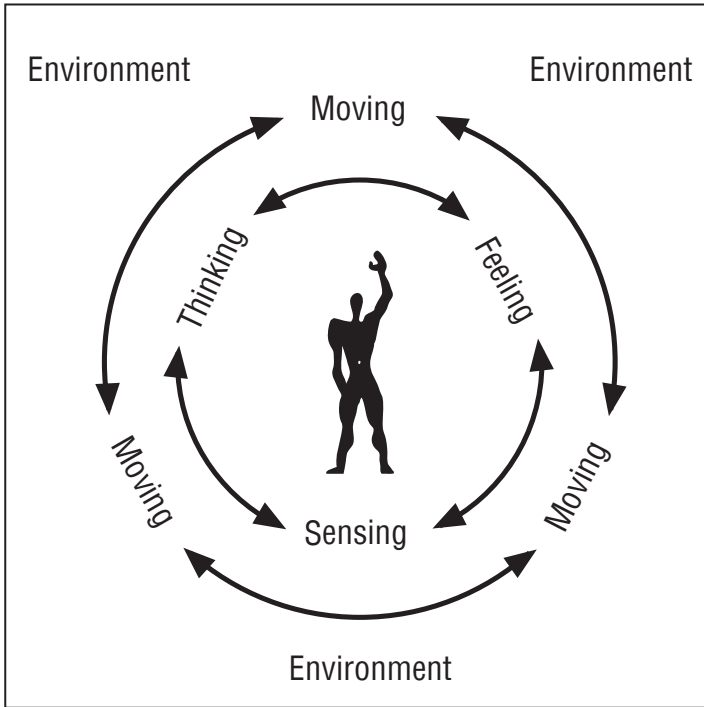 Environment
Environment
Moving
Thinking
Feeling
Moving
Moving
Sensing
Environment